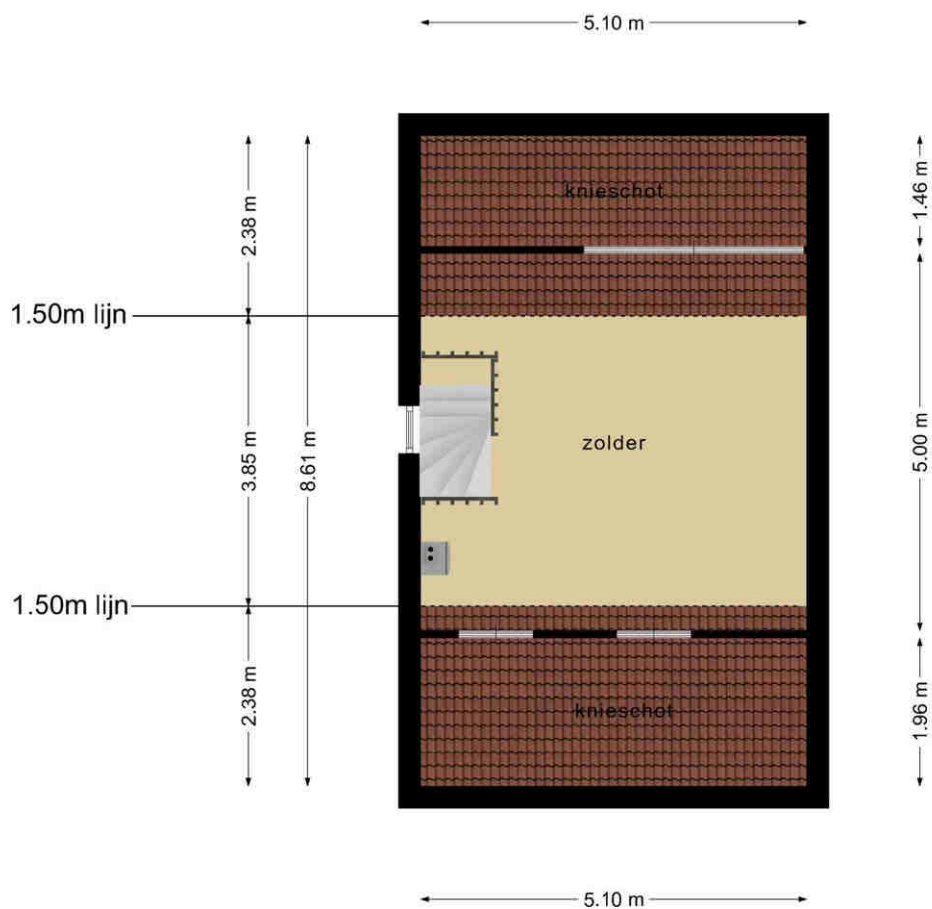 5.10 m
knieschot
1.46 m
2.38 m
1.50m lijn
zolder
3.85 m
8.61 m
5.00 m
1.50m lijn
2.38 m
knieschot
1.96 m
5.10 m